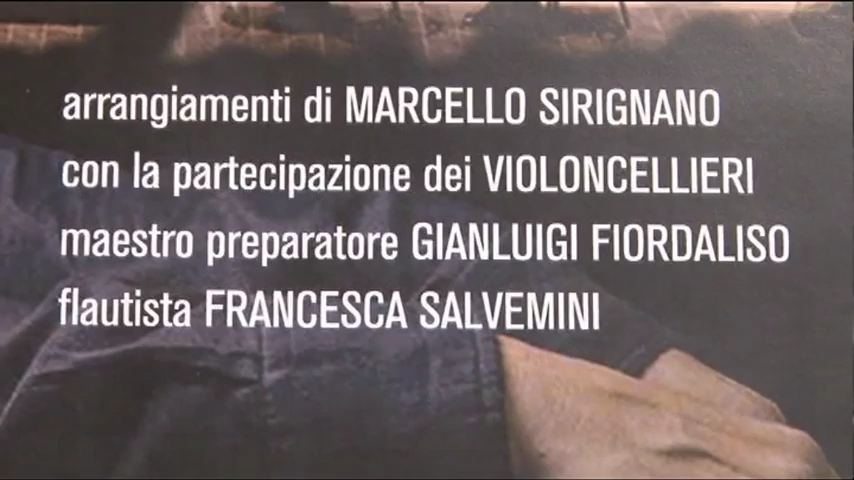 arrangiamenti di MARCELLO SIRIGNANO
con la partecipazione dei VIOLONCELLIERI
maestro preparatore GIANLUIGI FIORDALISO
flautista FRANCESCA SALVEMINI